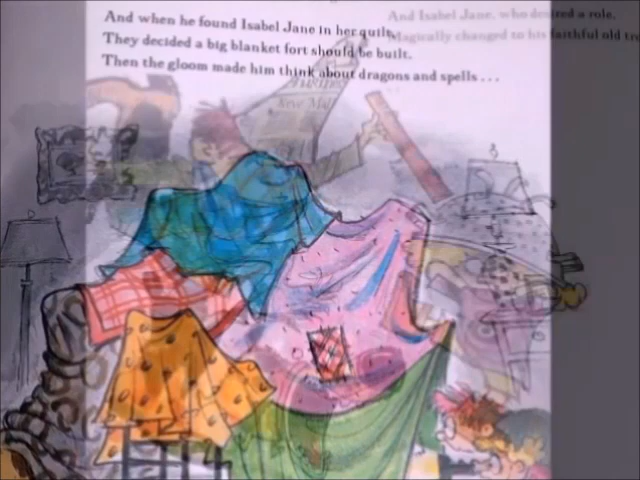 And when he found Isabel Jane in her quilt,
They decided a big blanket fort should be built.
Then the gloom made him think about dragons and spells . . .
And Isabel Jane, who desired a role,
Magically changed to his faithful old